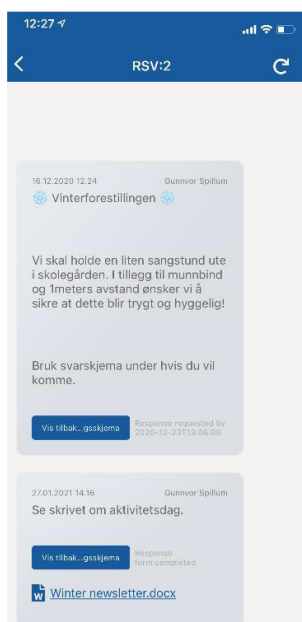 12:27
RSV:2
16.12.2020 12.24 Gunnvor Spillum
Vinterforestillingen
Vi skal holde en liten sangstund ute
i skolegården. I tillegg til munnbind
og 1meters avstand ønsker vi å
sikre at dette blir trygt og hyggelig!
Bruk svarskjema under hvis du vil
komme.
Vis tilbak...gsskjema
Response requested by
2020-12-23T13:06:00
27.01.2021 14.16 Gunnvor Spillum
Se skrivet om aktivitetsdag.
Vis tilbak...gsskjema
Response
form completed
Winter newsletter.docx